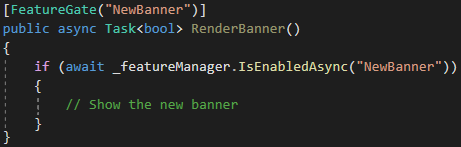 [FeatureGate("NewBanner")]
public async Task<bool> RenderBanner()
{
    if (await _featureManager.IsEnabledAsync("NewBanner"))
    {
        // Show the new banner
    }
}